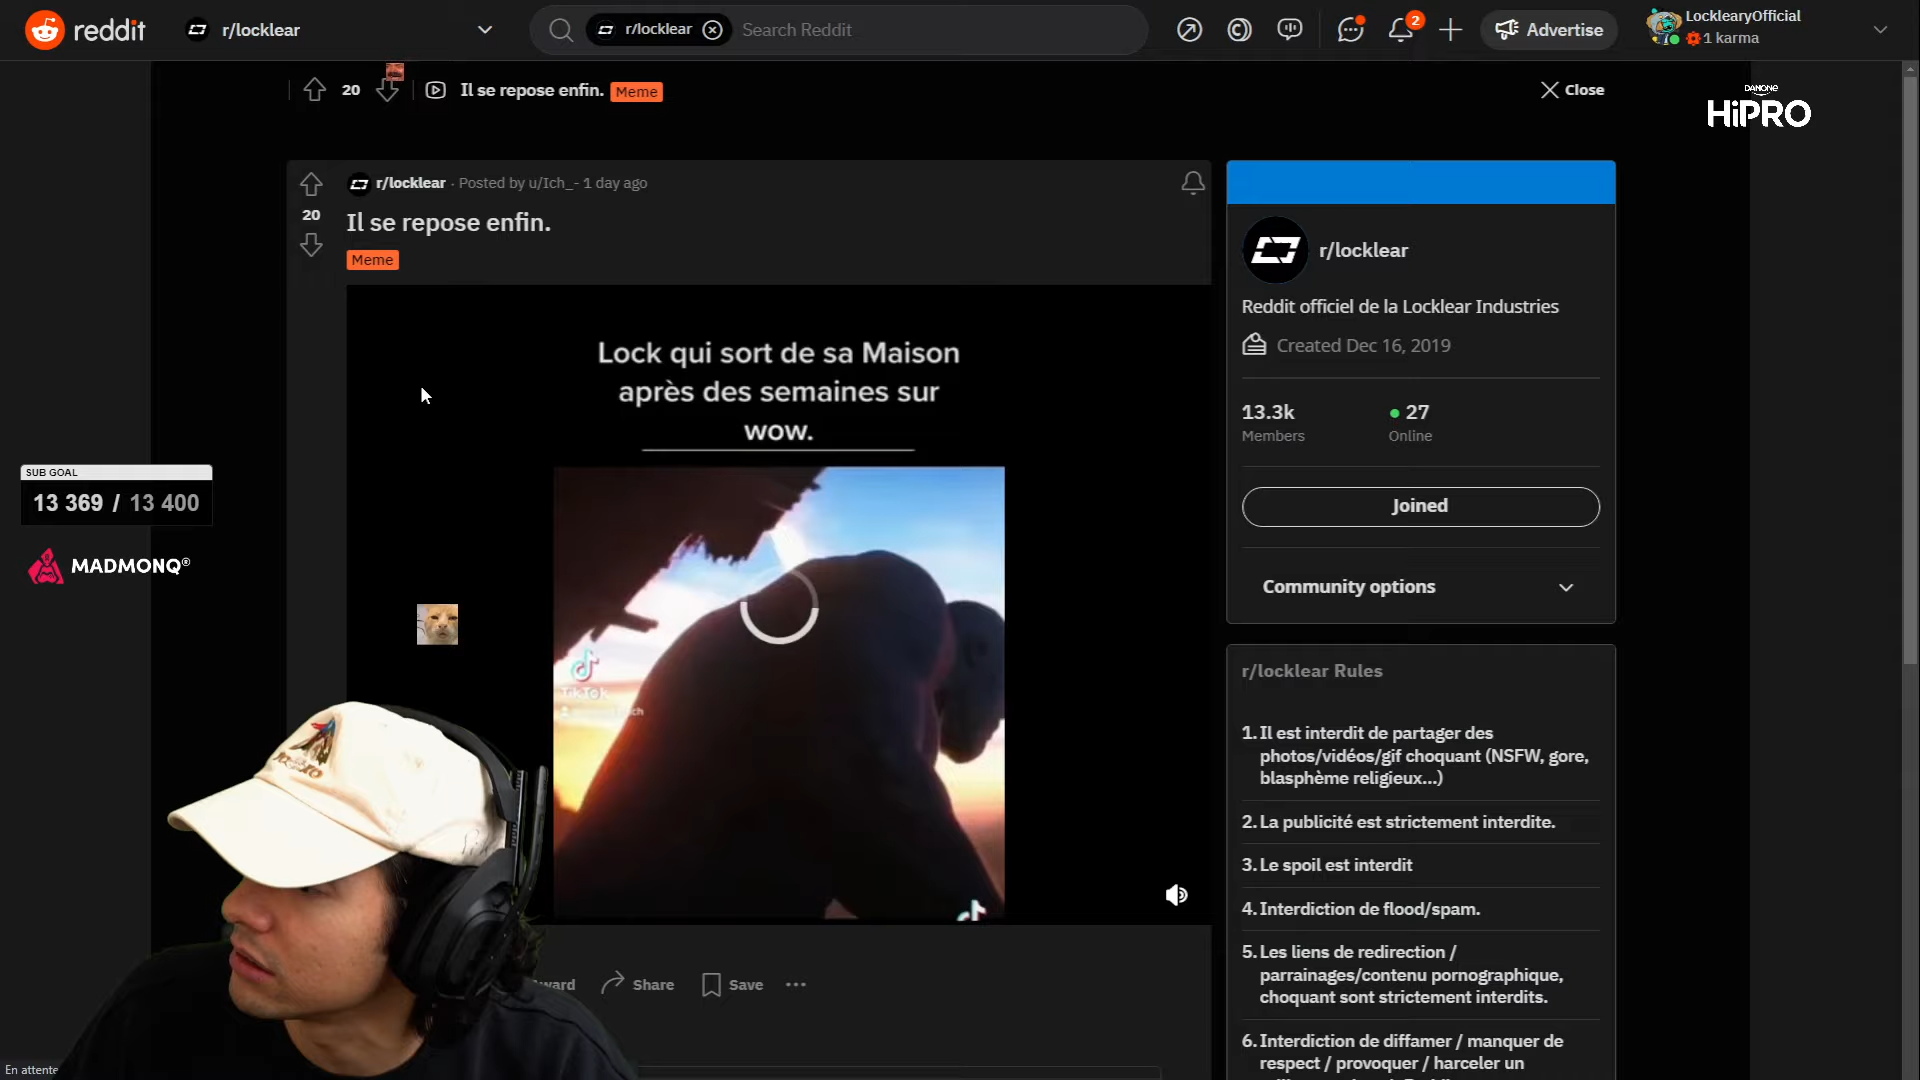 reddit
r/locklear
r/locklear
Search Reddit
2
Advertise
LocklearyOfficial
1 karma
20
Il se repose enfin.
Meme
Close
DANONE
HiPRO
r/locklear · Posted by u/Ich_- 1 day ago
20
Il se repose enfin.
Meme
Lock qui sort de sa Maison
après des semaines sur
wow.
TikTok
SUB GOAL
13 369 / 13 400
MADMONQ®
Share
Save
En attente
r/locklear
Reddit officiel de la Locklear Industries
Created Dec 16, 2019
13.3k
Members
27
Online
Joined
Community options
r/locklear Rules
1. Il est interdit de partager des
photos/vidéos/gif choquant (NSFW, gore,
blasphème religieux...)
2. La publicité est strictement interdite.
3. Le spoil est interdit
4. Interdiction de flood/spam.
5. Les liens de redirection /
parrainages/contenu pornographique,
choquant sont strictement interdits.
6. Interdiction de diffamer / manquer de
respect / provoquer / harceler un